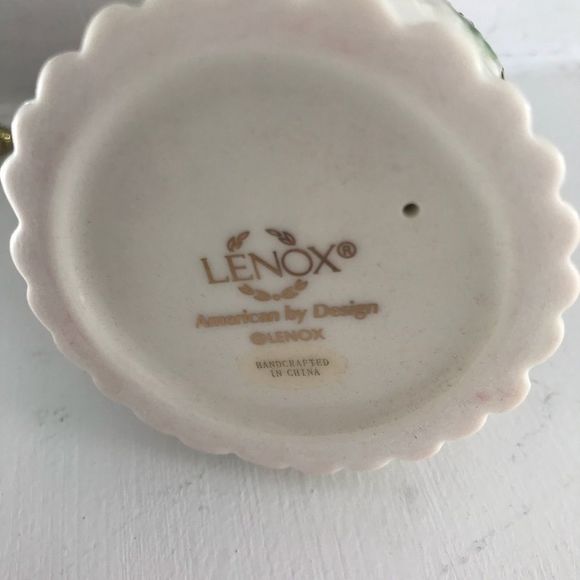 LENOX®
American by Design
©LENOX
HANDCRAFTED
IN CHINA